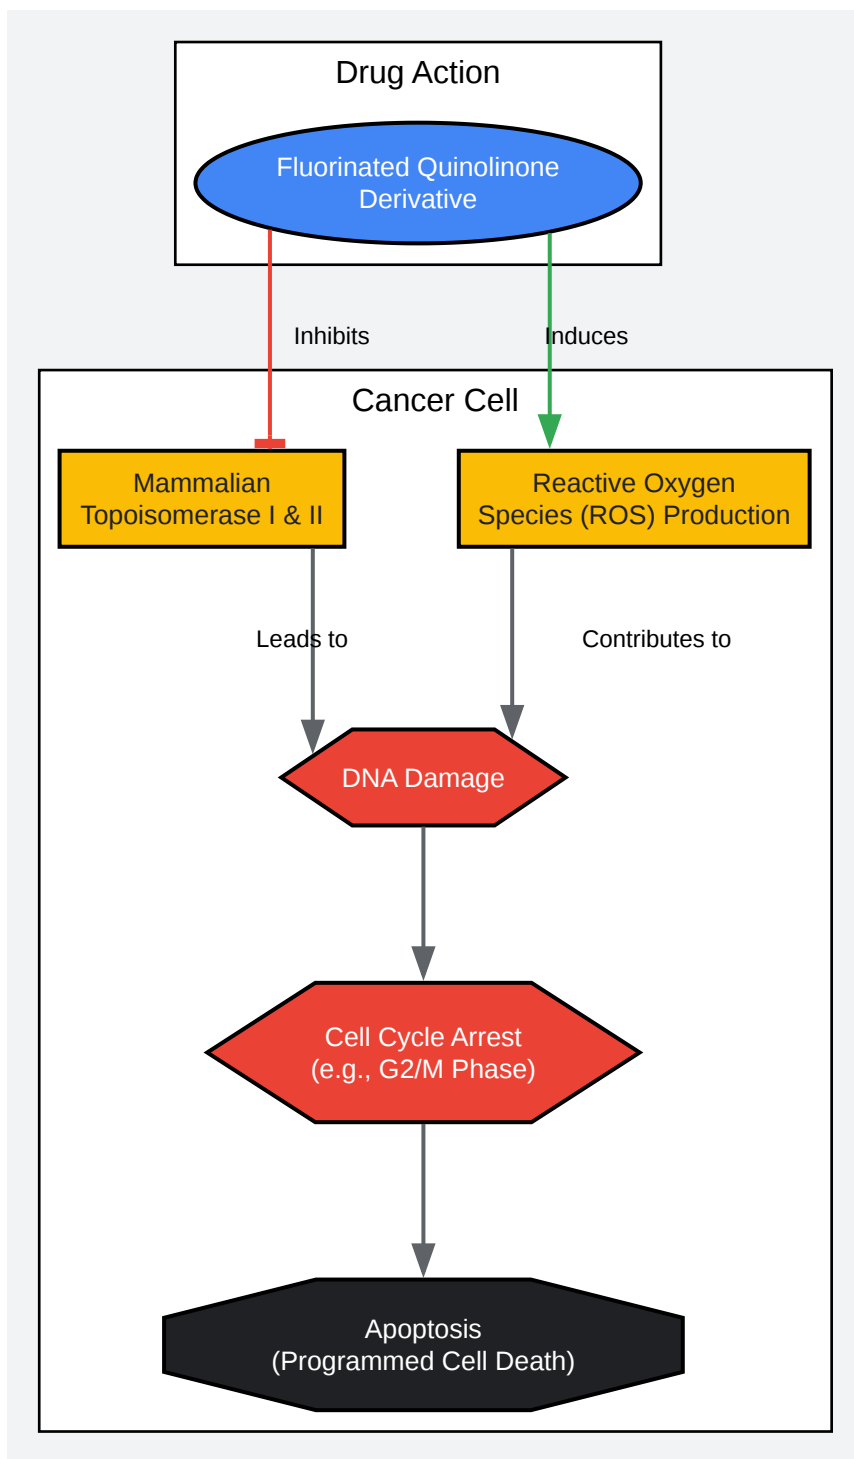 Drug Action
Fluorinated Quinolinone
Derivative
Inhibits
Induces
Cancer Cell
Mammalian
Topoisomerase I & II
Reactive Oxygen
Species (ROS) Production
Leads to
Contributes to
DNA Damage
Cell Cycle Arrest
(e.g., G2/M Phase)
Apoptosis
(Programmed Cell Death)